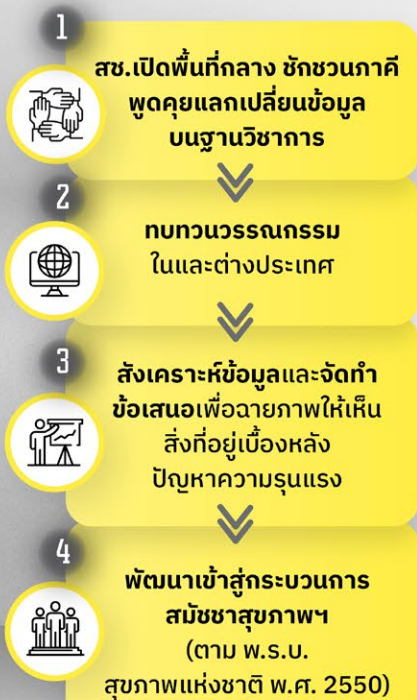 1
สช.เปิดพื้นที่กลาง ชักชวนภาคี
พูดคุยแลกเปลี่ยนข้อมูล
บนฐานวิชาการ
2
ทบทวนวรรณกรรม
ในและต่างประเทศ
3
สังเคราะห์ข้อมูลและจัดทำ
ข้อเสนอเพื่อฉายภาพให้เห็น
สิ่งที่อยู่เบื้องหลัง
ปัญหาความรุนแรง
4
พัฒนาเข้าสู่กระบวนการ
สมัชชาสุขภาพฯ
(ตาม พ.ร.บ.
สุขภาพแห่งชาติ พ.ศ. 2550)